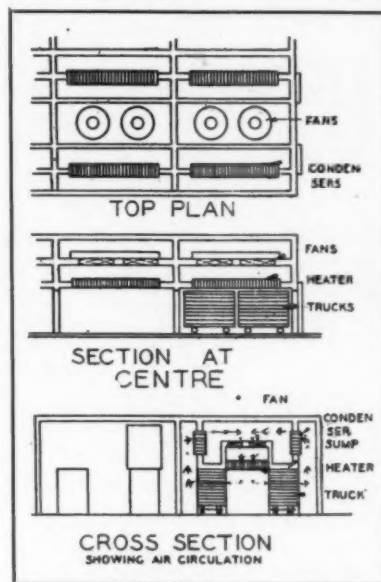 FANS
CONDEN
SERS
TOP PLAN
FANS
HEATER
TRUCKS
SECTION AT
CENTRE
FAN
CONDEN
SER
SUMP
HEATER
TRUCK
CROSS SECTION
SHOWING AIR CIRCULATION